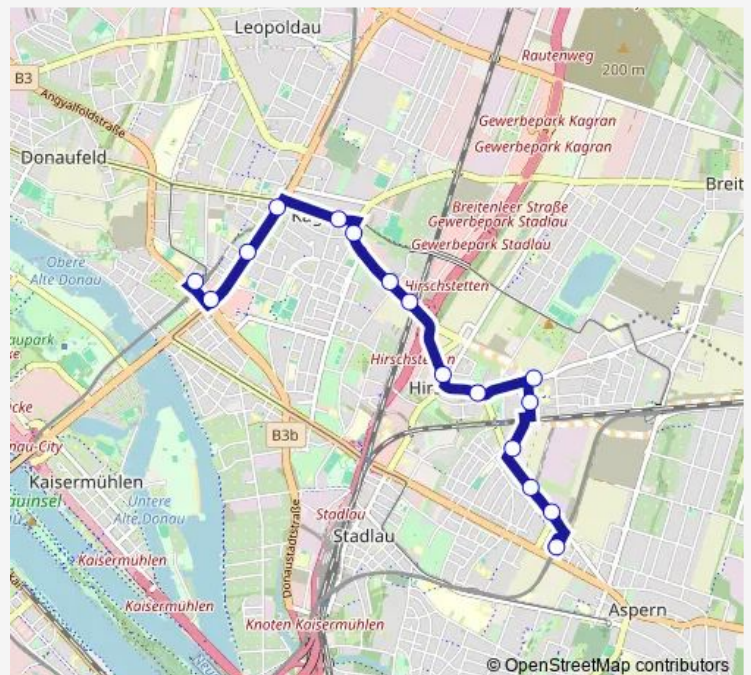 Leopoldau
Rautenweg
B3
200 m
Angyalföldstraße
Gewerbepark Kagran
Gewerbepark Kagran
Donaufeld
Breit
Breitenleer Straße
Gewerbepark Stadlau
Gewerbepark Stadlau
Obere
Alte Donau
Hirschstetten
B3b
Kaisermühlen
Untere
Alte Donau
Stadlau
Stadlau
Donaustadtstraße
Kaisermühlen
Kaisermühlen
Aspern
Knoten Kaisermühlen
© OpenStreetMap contributors